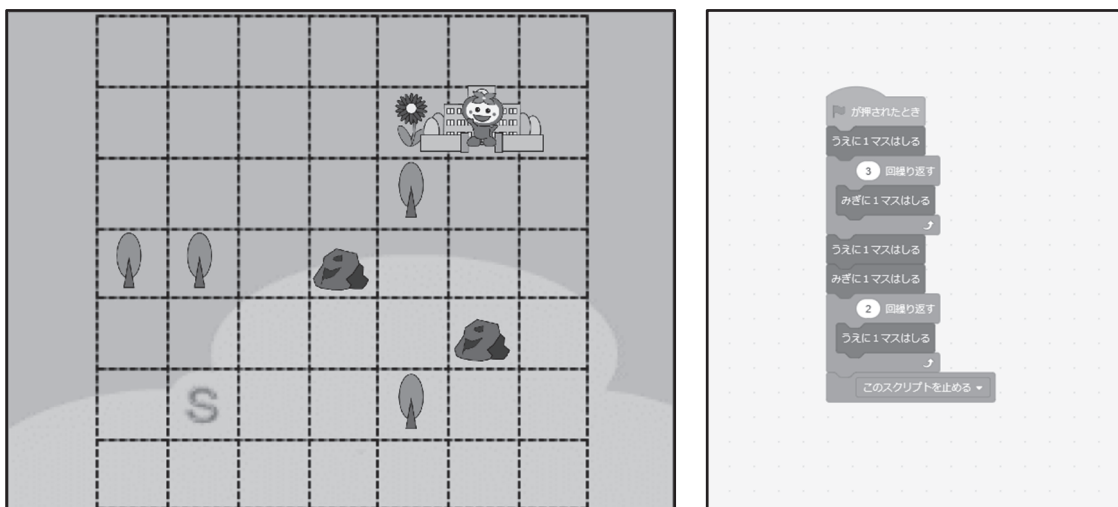 S
が押されたとき
うえに1マスはしる
3 回繰り返す
みぎに1マスはしる
うえに1マスはしる
みぎに1マスはしる
2 回繰り返す
うえに1マスはしる
このスクリプトを止める